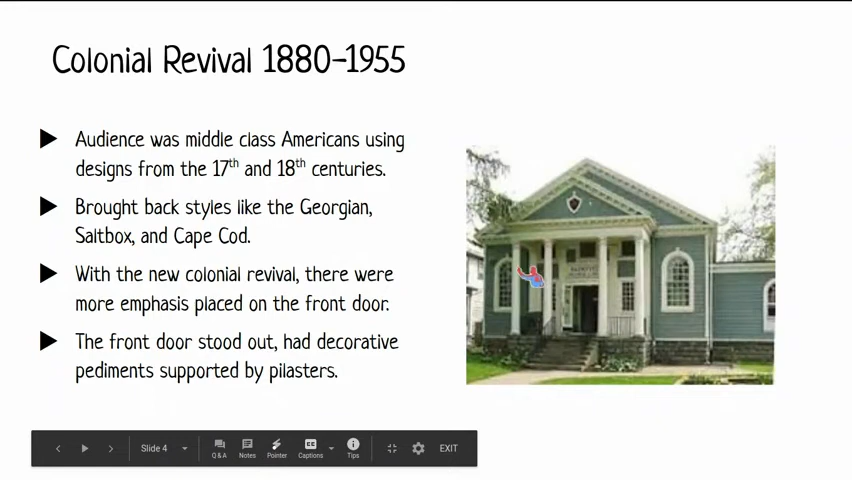 Colonial Revival 1880-1955
▶ Audience was middle class Americans using
designs from the 17th and 18th centuries.
▶ Brought back styles like the Georgian,
Saltbox, and Cape Cod.
▶ With the new colonial revival, there were
more emphasis placed on the front door.
▶ The front door stood out, had decorative
pediments supported by pilasters.
Slide 4
Q & A
Notes
Pointer
CC
Captions
Tips
EXIT